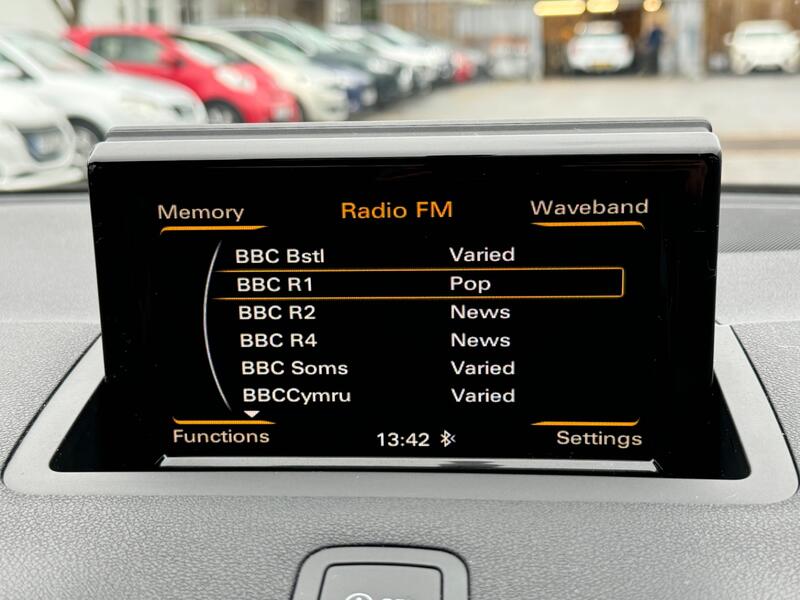 Memory Radio FM Waveband
BBC Bstl Varied
BBC R1 Pop
BBC R2 News
BBC R4 News
BBC Soms Varied
BBCCymru Varied
Functions 13:42 Settings